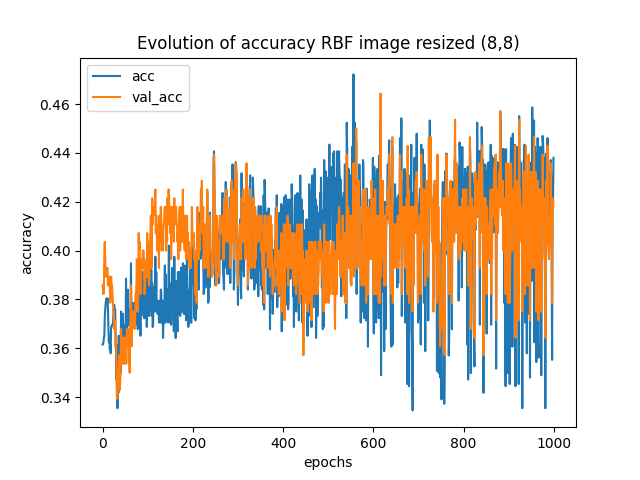 Evolution of accuracy RBF image resized (8,8)
acc
val_acc
accuracy
0.46
0.44
0.42
0.40
0.38
0.36
0.34
0
200
400
600
800
1000
epochs